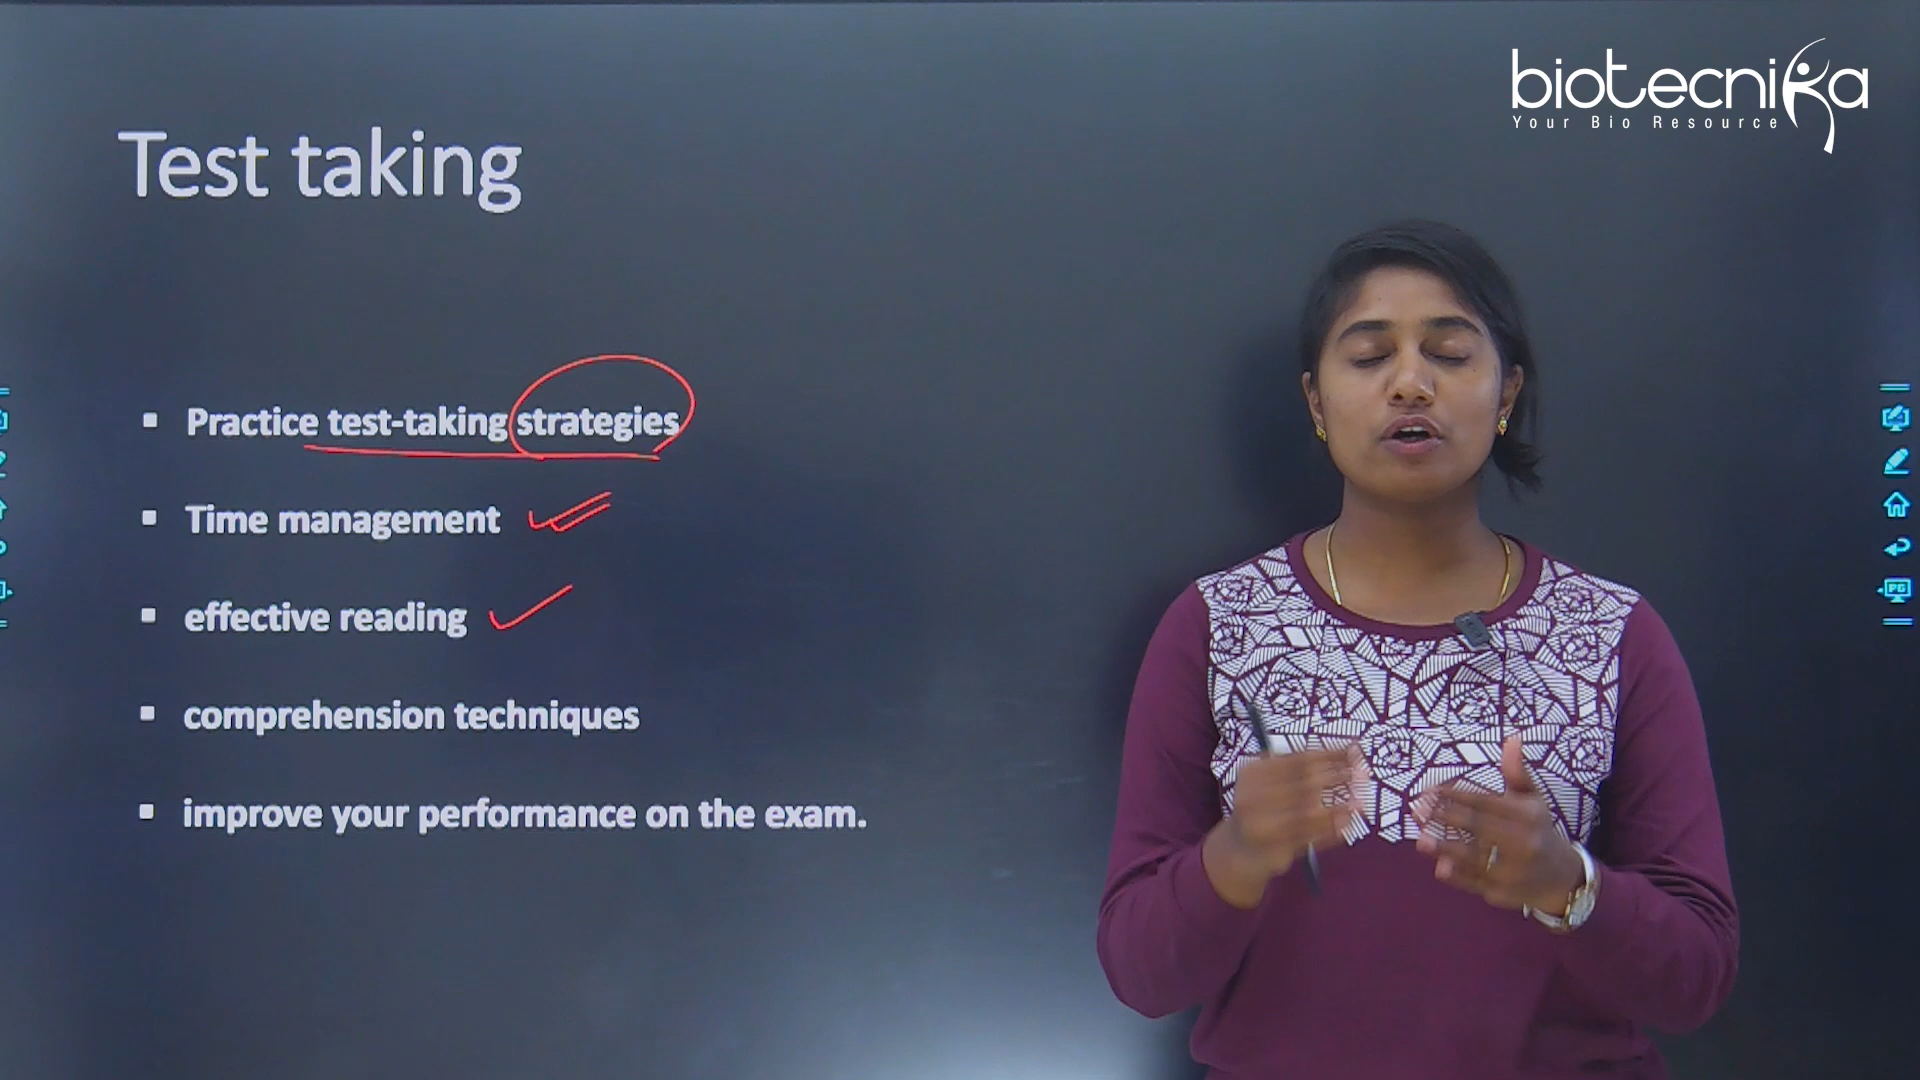 biotecnika
Your Bio Resource
Test taking
Practice test-taking strategies
Time management
effective reading
comprehension techniques
improve your performance on the exam.
PG